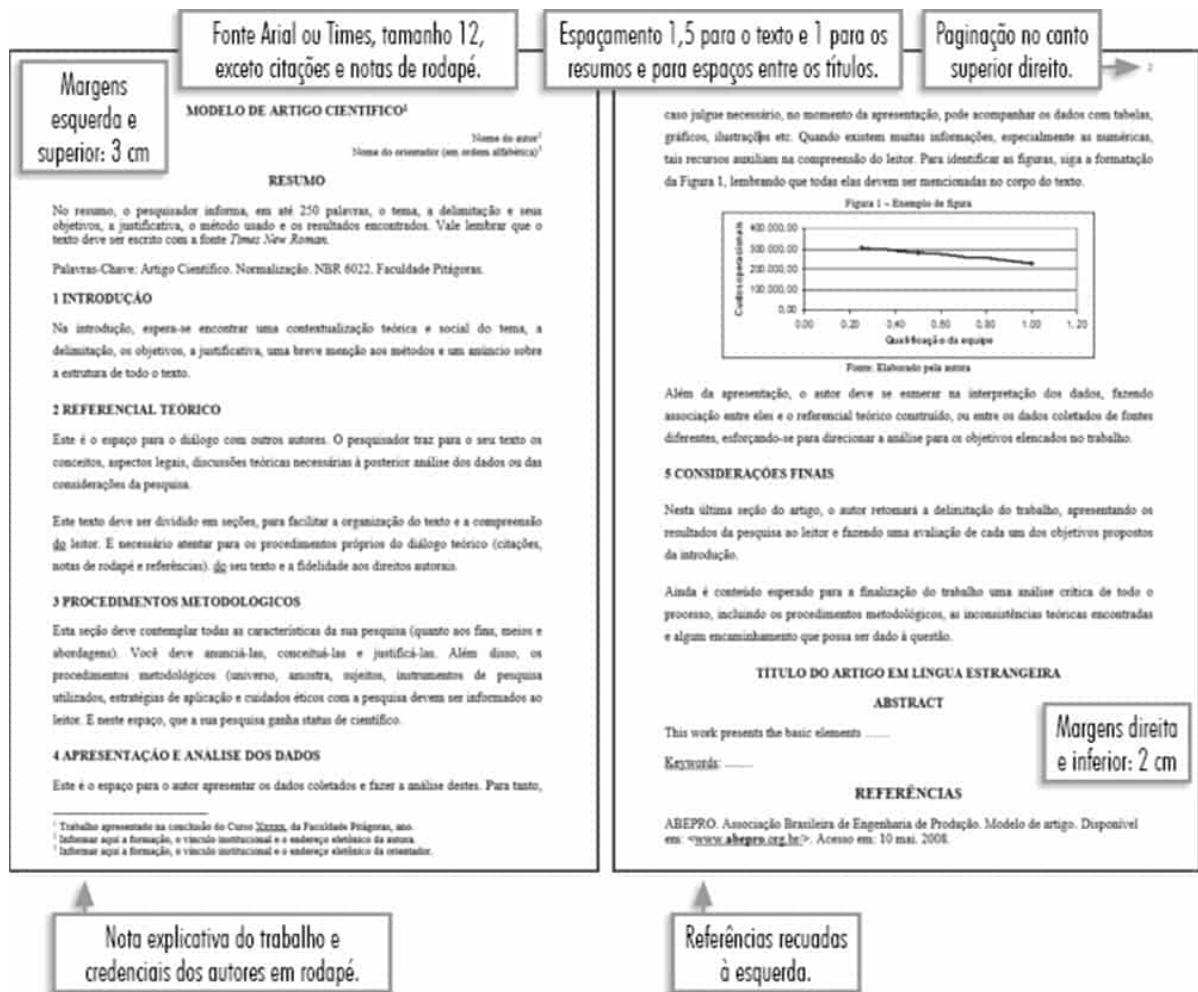 Fonte Arial ou Times, tamanho 12,
exceto citações e notas de rodapé.
Espaçamento 1,5 para o texto e 1 para os
resumos e para espaços entre os títulos.
Paginação no canto
superior direito.
Margens
esquerda e
superior: 3 cm
MODELO DE ARTIGO CIENTÍFICO¹
Nome do autor²
Nome do orientador (em ordem alfabética)³
RESUMO
No resumo, o pesquisador informa, em até 250 palavras, o tema, a delimitação e seus
objetivos, a justificativa, o método usado e os resultados encontrados. Vale lembrar que o
texto deve ser escrito com a fonte Times New Roman.
Palavras-Chave: Artigo Científico. Normalização. NBR 6022. Faculdade Pitágoras.
1 INTRODUÇÃO
Na introdução, espera-se encontrar uma contextualização teórica e social do tema, a
delimitação, os objetivos, a justificativa, uma breve menção aos métodos e um anúncio sobre
a estrutura de todo o texto.
2 REFERENCIAL TEÓRICO
Este é o espaço para o diálogo com outros autores. O pesquisador traz para o seu texto os
conceitos, aspectos legais, discussões teóricas necessárias à posterior análise dos dados ou das
considerações da pesquisa.
Este texto deve ser dividido em seções, para facilitar a organização do texto e a compreensão
do leitor. É necessário atentar para os procedimentos próprios do diálogo teórico (citações,
notas de rodapé e referências). do seu texto e a fidelidade aos direitos autorais.
3 PROCEDIMENTOS METODOLÓGICOS
Esta seção deve contemplar todas as características da sua pesquisa (quanto aos fins, meios e
abordagens). Você deve anunciá-las, conceituá-las e justificá-las. Além disso, os
procedimentos metodológicos (universo, amostra, sujeitos, instrumentos de pesquisa
utilizados, estratégias de aplicação e cuidados éticos com a pesquisa devem ser informados ao
leitor. É neste espaço, que a sua pesquisa ganha status de científico.
4 APRESENTAÇÃO E ANÁLISE DOS DADOS
Este é o espaço para o autor apresentar os dados coletados e fazer a análise destes. Para tanto,
¹ Trabalho apresentado na conclusão do Curso Xxxxx, da Faculdade Pitágoras, ano.
² Informar aqui a formação, o vínculo institucional e o endereço eletônico da autora.
³ Informar aqui a formação, o vínculo institucional e o endereço eletônico da orientador.
Nota explicativa do trabalho e
credenciais dos autores em rodapé.
2
caso julgue necessário, no momento da apresentação, pode acompanhar os dados com tabelas,
gráficos, ilustrações etc. Quando existem muitas informações, especialmente as numéricas,
tais recursos auxiliam na compreensão do leitor. Para identificar as figuras, siga a formatação
da Figura 1, lembrando que todas elas devem ser mencionadas no corpo do texto.
Figura 1 – Exemplo de figura
Custos operacionais
400.000,00
300.000,00
200.000,00
100.000,00
0,00
0,00 0,20 0,40 0,60 0,80 1,00 1,20
Qualificação da equipe
Fonte: Elaborado pela autora
Além da apresentação, o autor deve se esmerar na interpretação dos dados, fazendo
associação entre eles e o referencial teórico construído, ou entre os dados coletados de fontes
diferentes, esforçando-se para direcionar a análise para os objetivos elencados no trabalho.
5 CONSIDERAÇÕES FINAIS
Nesta última seção do artigo, o autor retomará a delimitação do trabalho, apresentando os
resultados da pesquisa ao leitor e fazendo uma avaliação de cada um dos objetivos propostos
da introdução.
Ainda é conteúdo esperado para a finalização do trabalho uma análise crítica de todo o
processo, incluindo os procedimentos metodológicos, as inconsistências teóricas encontradas
e algum encaminhamento que possa ser dado à questão.
TÍTULO DO ARTIGO EM LÍNGUA ESTRANGEIRA
ABSTRACT
This work presents the basic elements ........
Keywords: .........
Margens direita
e inferior: 2 cm
REFERÊNCIAS
ABEPRO. Associação Brasileira de Engenharia de Produção. Modelo de artigo. Disponível
em: <www.abepro.org.br/>. Acesso em: 10 mai. 2008.
Referências recuadas
à esquerda.